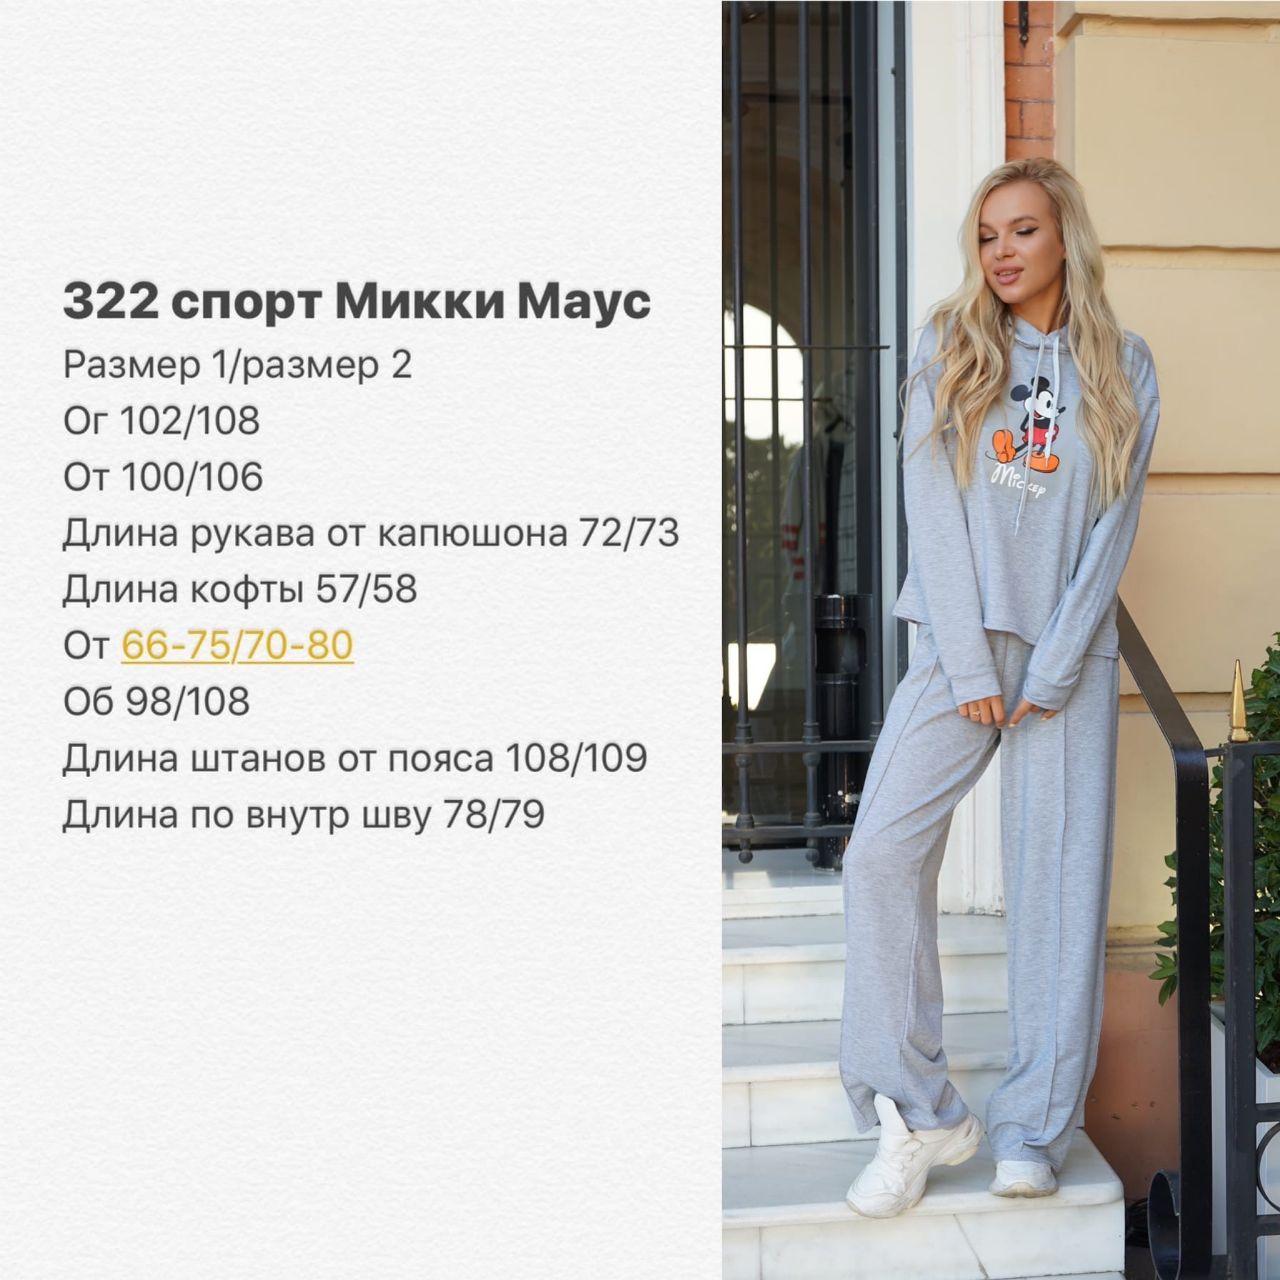 322 спорт Микки Маус
Размер 1/размер 2
Ог 102/108
От 100/106
Длина рукава от капюшона 72/73
Длина кофты 57/58
От 66-75/70-80
Об 98/108
Длина штанов от пояса 108/109
Длина по внутр шву 78/79
Mickey